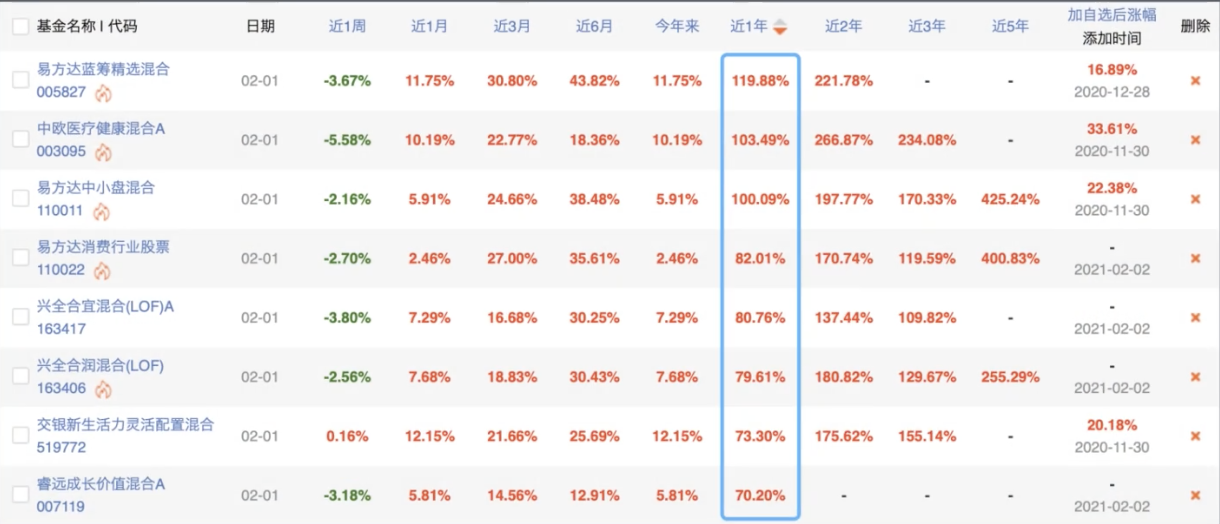 基金名称 | 代码 日期 近1周 近1月 近3月 近6月 今年来 近1年 近2年 近3年 近5年 加自选后涨幅 删除
添加时间
易方达蓝筹精选混合 02-01 -3.67% 11.75% 30.80% 43.82% 11.75% 119.88% 221.78% - - 16.89% ×
005827 2020-12-28
中欧医疗健康混合A 02-01 -5.58% 10.19% 22.77% 18.36% 10.19% 103.49% 266.87% 234.08% - 33.61% ×
003095 2020-11-30
易方达中小盘混合 02-01 -2.16% 5.91% 24.66% 38.48% 5.91% 100.09% 197.77% 170.33% 425.24% 22.38% ×
110011 2020-11-30
易方达消费行业股票 02-01 -2.70% 2.46% 27.00% 35.61% 2.46% 82.01% 170.74% 119.59% 400.83% - ×
110022 2021-02-02
兴全合宜混合(LOF)A 02-01 -3.80% 7.29% 16.68% 30.25% 7.29% 80.76% 137.44% 109.82% - - ×
163417 2021-02-02
兴全合润混合(LOF) 02-01 -2.56% 7.68% 18.83% 30.43% 7.68% 79.61% 180.82% 129.67% 255.29% - ×
163406 2021-02-02
交银新生活力灵活配置混合 02-01 0.16% 12.15% 21.66% 25.69% 12.15% 73.30% 175.62% 155.14% - 20.18% ×
519772 2020-11-30
睿远成长价值混合A 02-01 -3.18% 5.81% 14.56% 12.91% 5.81% 70.20% - - - - ×
007119 2021-02-02